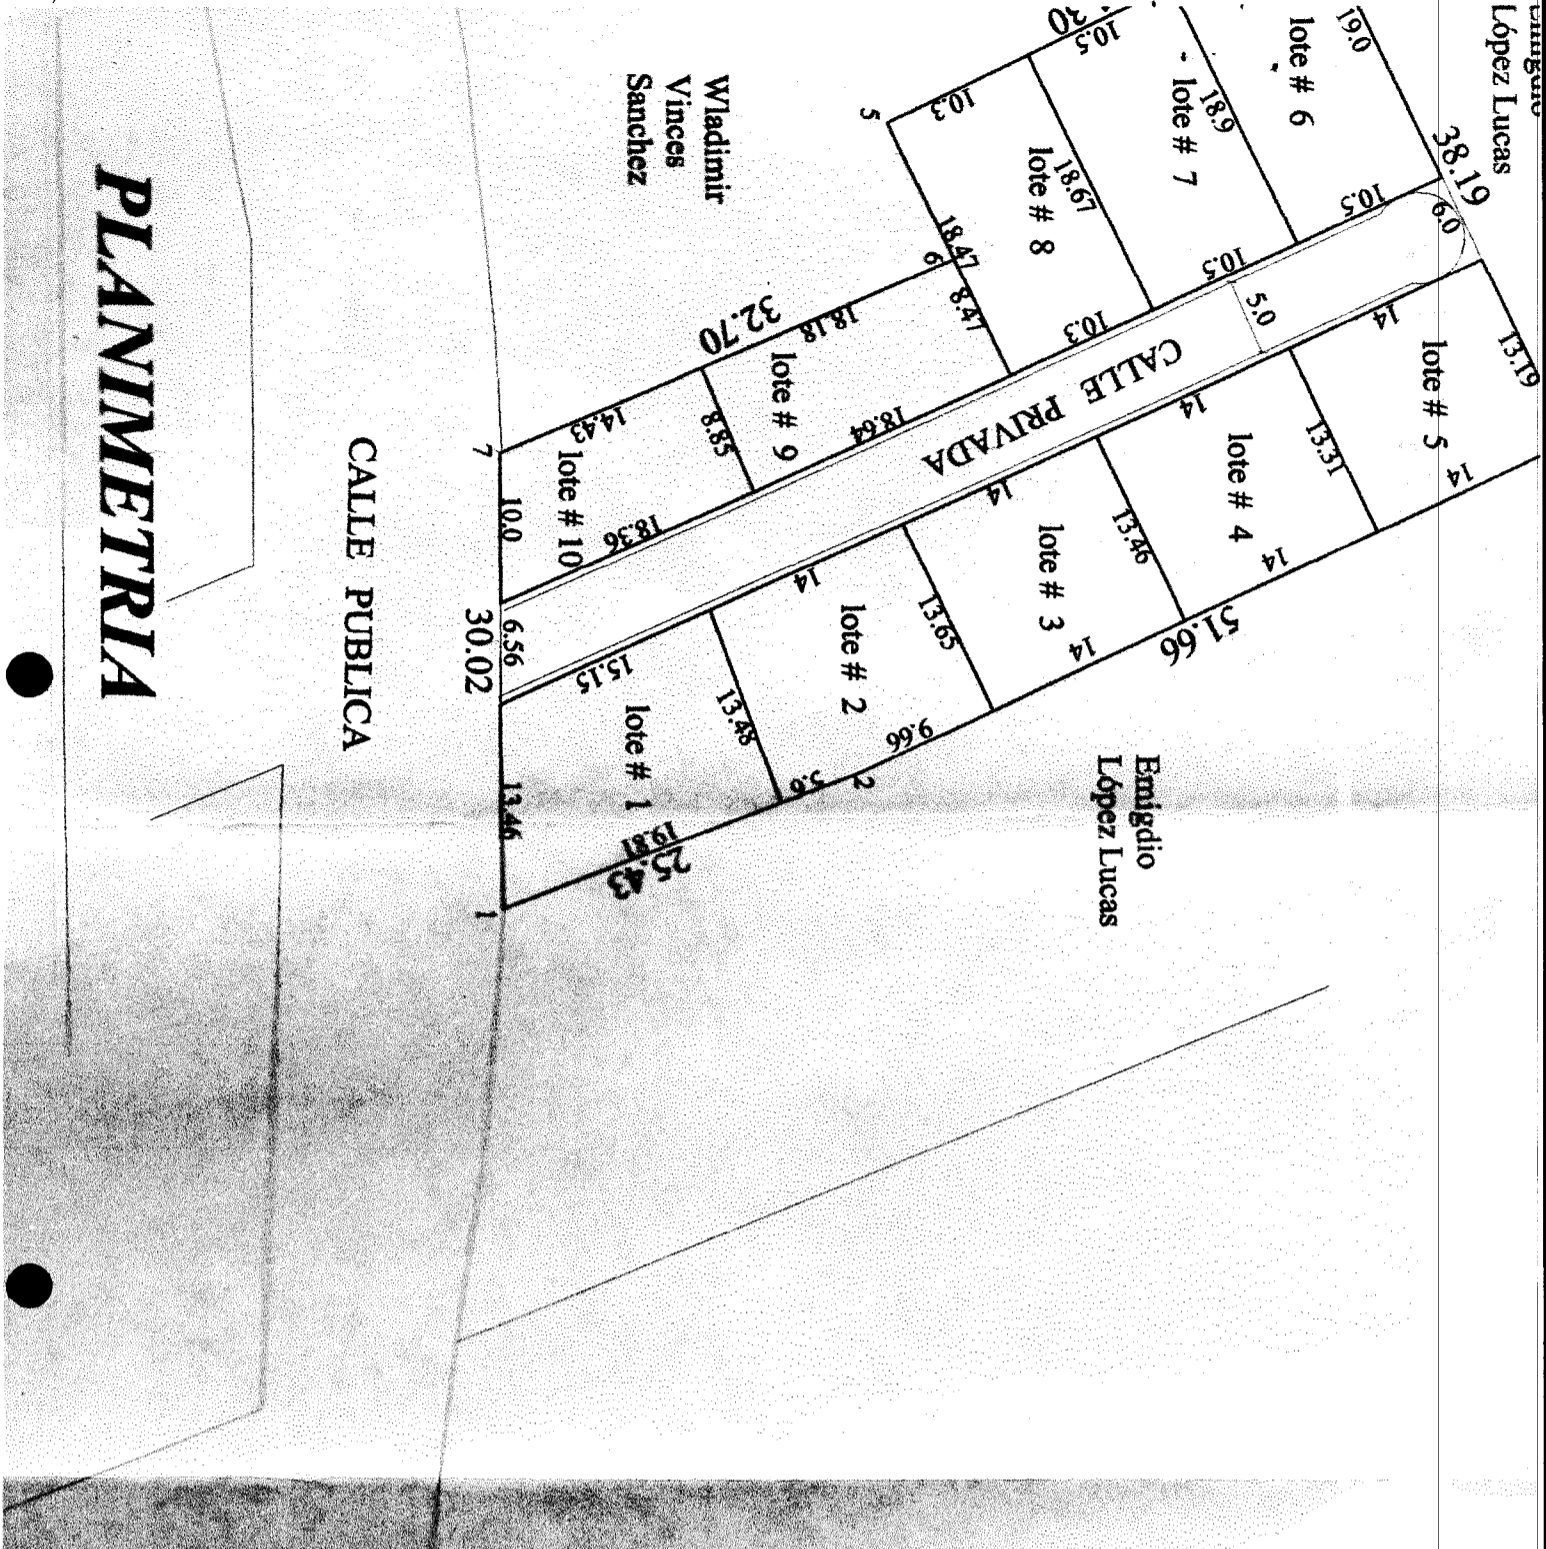 PLANIMETRIA
CALLE PUBLICA
CALLE PRIVADA
Wladimir
Vinces
Sanchez
López Lucas
Emigdio
López Lucas
lote # 1
13.46
15.15
13.48
19.81
25.43
1
lote # 2
14
13.65
9.66
5.6
2
lote # 3
14
13.46
14
51.66
lote # 4
14
13.31
14
lote # 5
14
13.19
14
lote # 6
19.0
10.5
38.19
6.0
lote # 7
18.9
10.5
10.5
5.0
lote # 8
18.67
10.3
10.3
18.47
8.47
5
6
lote # 9
18.18
18.64
8.85
32.70
lote # 10
14.43
18.36
10.0
7
6.56
30.02